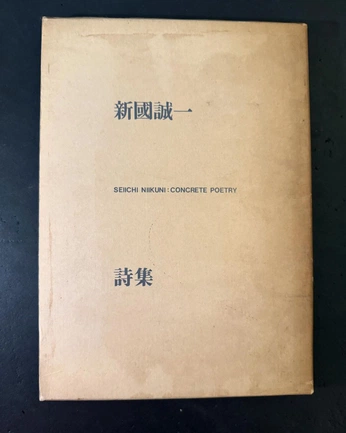 新國誠一
SEIICHI NIIKUNI: CONCRETE POETRY
詩集